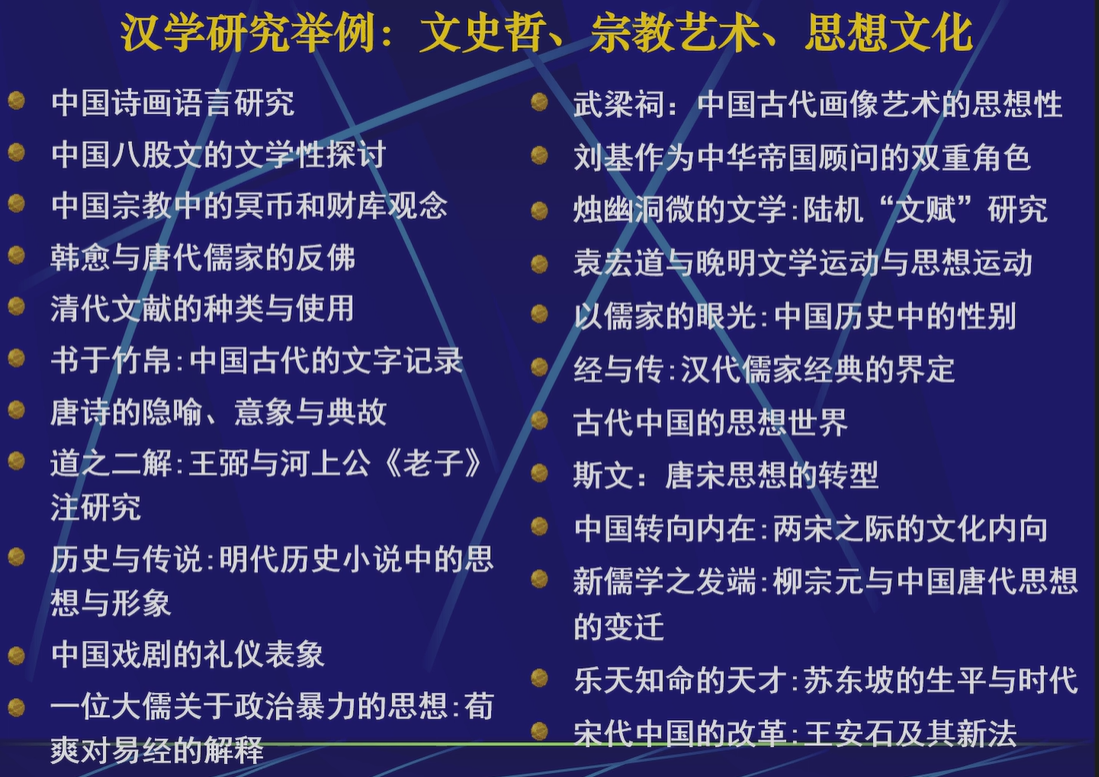 汉学研究举例：文史哲、宗教艺术、思想文化
中国诗画语言研究
中国八股文的文学性探讨
中国宗教中的冥币和财库观念
韩愈与唐代儒家的反佛
清代文献的种类与使用
书于竹帛:中国古代的文字记录
唐诗的隐喻、意象与典故
道之二解:王弼与河上公《老子》
注研究
历史与传说:明代历史小说中的思
想与形象
中国戏剧的礼仪表象
一位大儒关于政治暴力的思想:荀
爽对易经的解释
武梁祠：中国古代画像艺术的思想性
刘基作为中华帝国顾问的双重角色
烛幽洞微的文学:陆机“文赋”研究
袁宏道与晚明文学运动与思想运动
以儒家的眼光:中国历史中的性别
经与传:汉代儒家经典的界定
古代中国的思想世界
斯文：唐宋思想的转型
中国转向内在:两宋之际的文化内向
新儒学之发端:柳宗元与中国唐代思想
的变迁
乐天知命的天才:苏东坡的生平与时代
宋代中国的改革:王安石及其新法